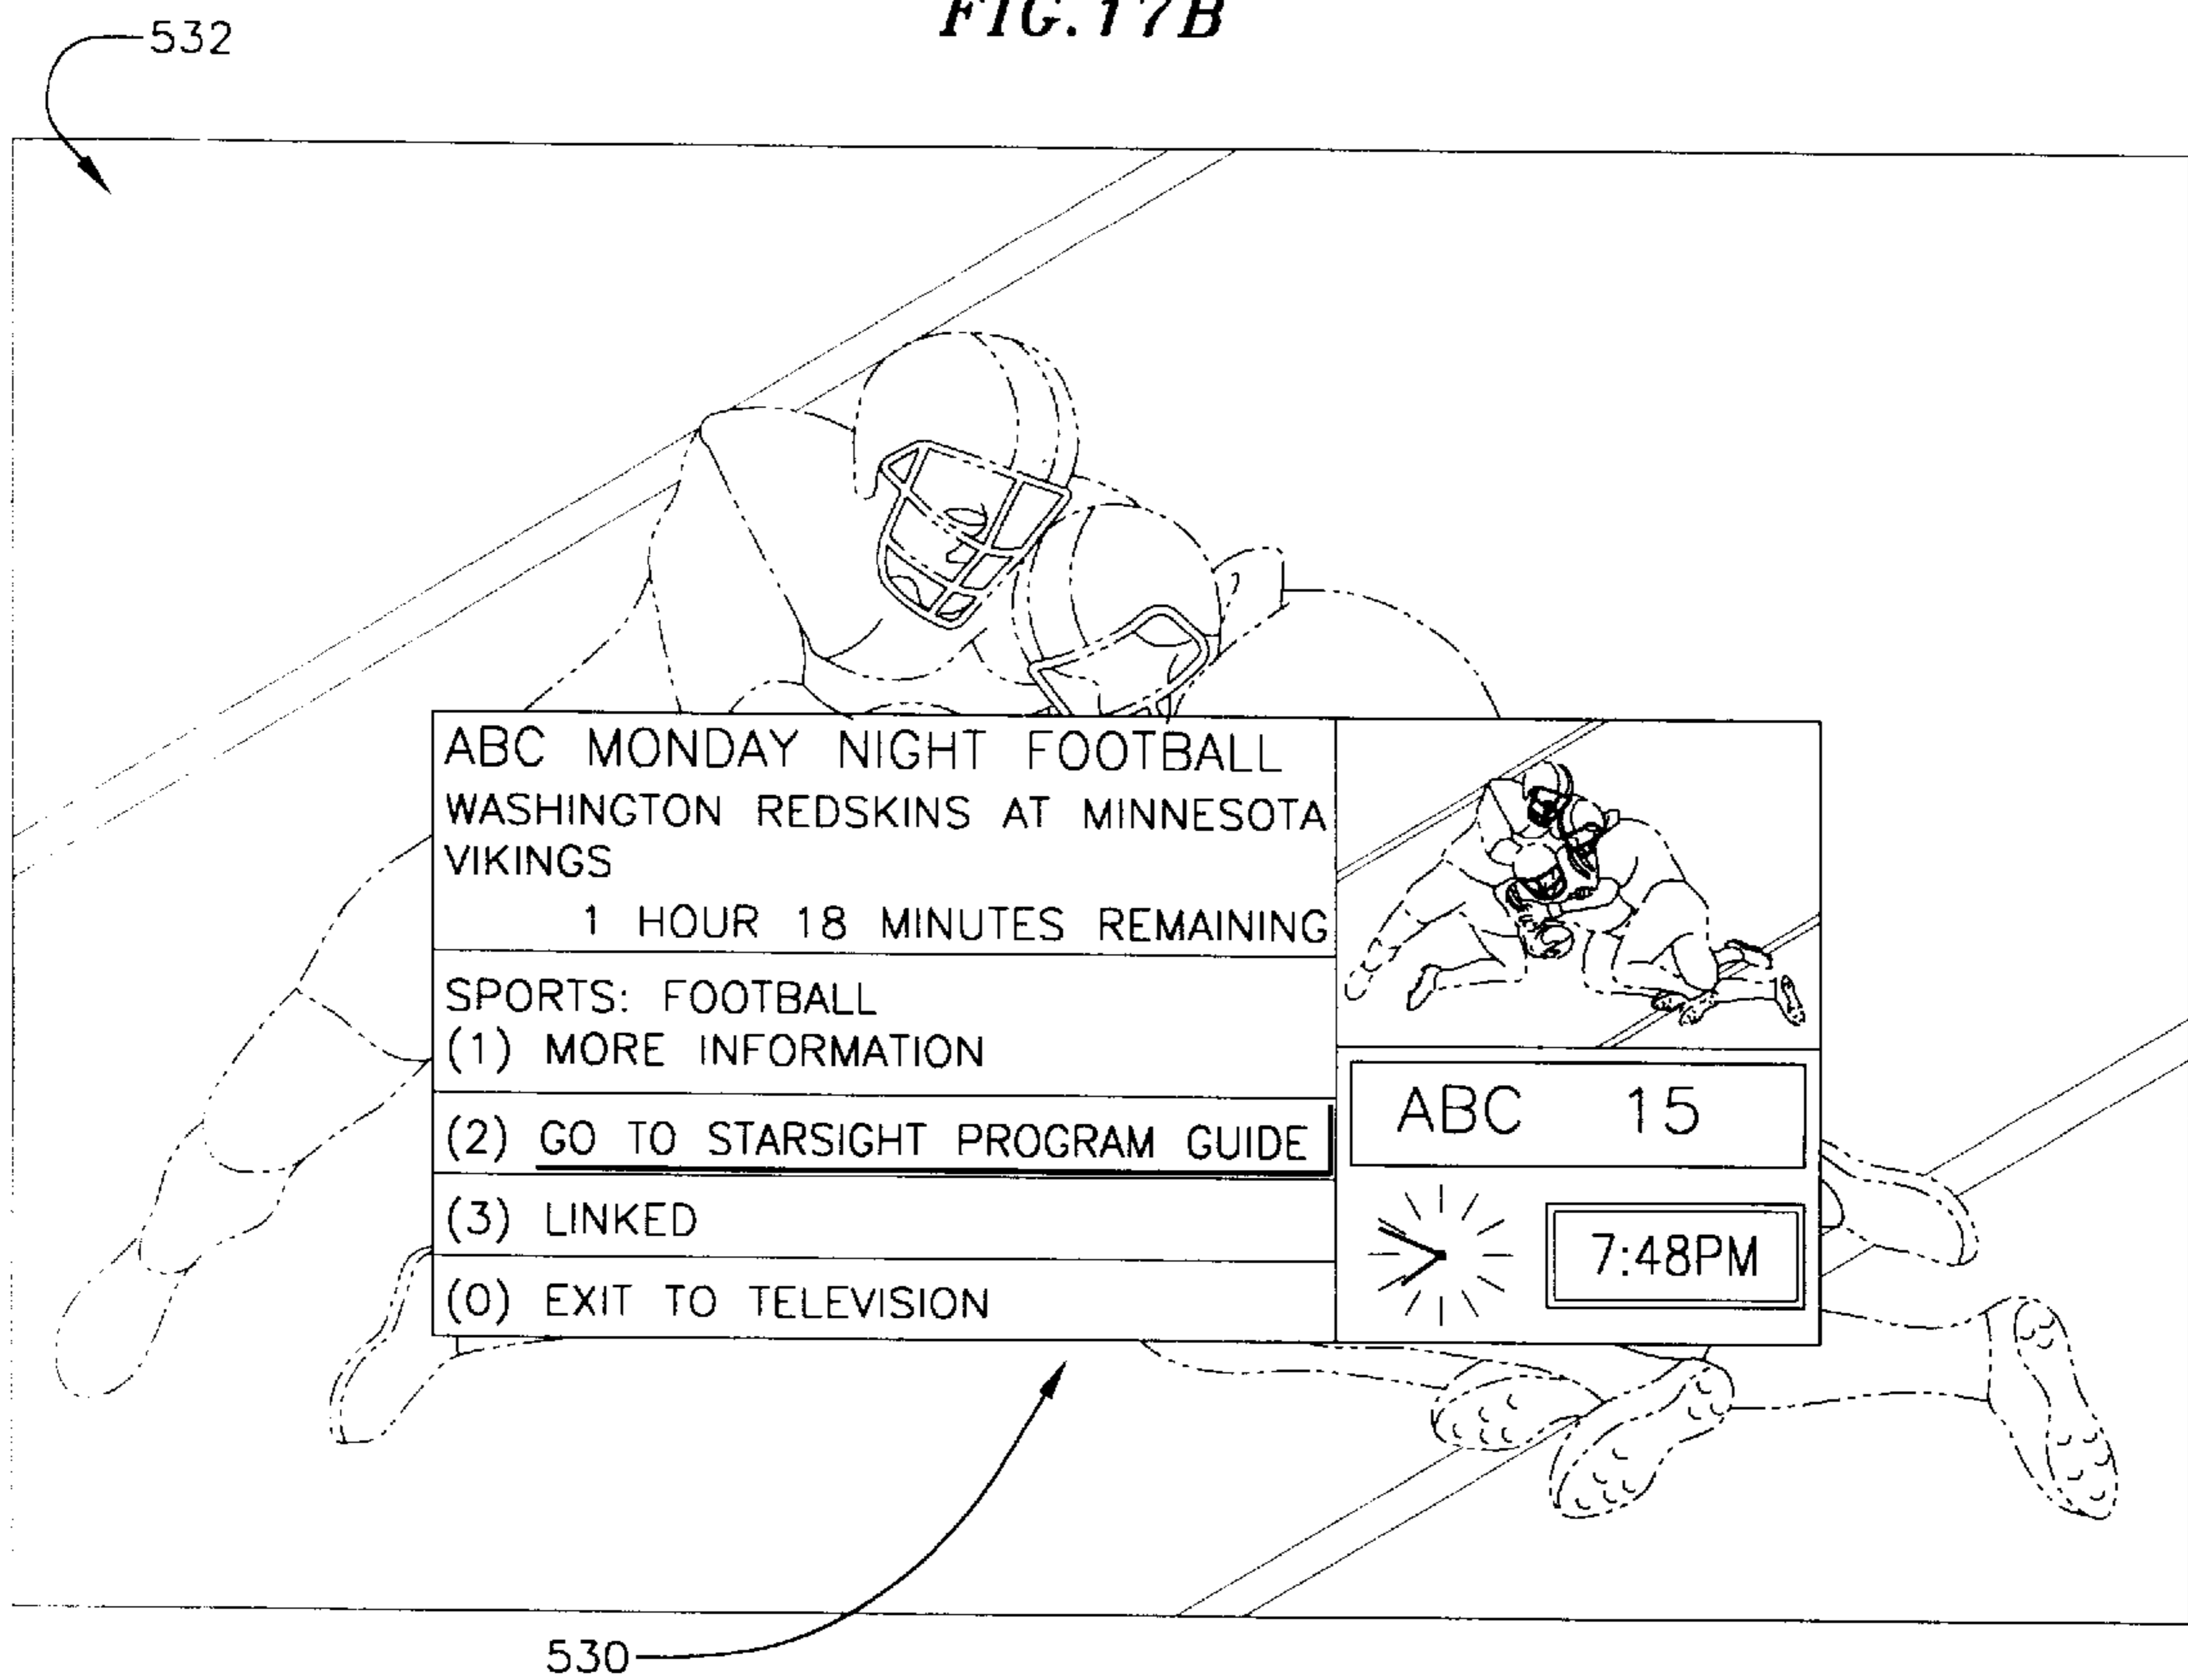 FIG. 17B
532
ABC MONDAY NIGHT FOOTBALL
WASHINGTON REDSKINS AT MINNESOTA
VIKINGS
1 HOUR 18 MINUTES REMAINING
SPORTS: FOOTBALL
(1) MORE INFORMATION
(2) GO TO STARSIGHT PROGRAM GUIDE
(3) LINKED
(0) EXIT TO TELEVISION
ABC 15
7:48PM
530